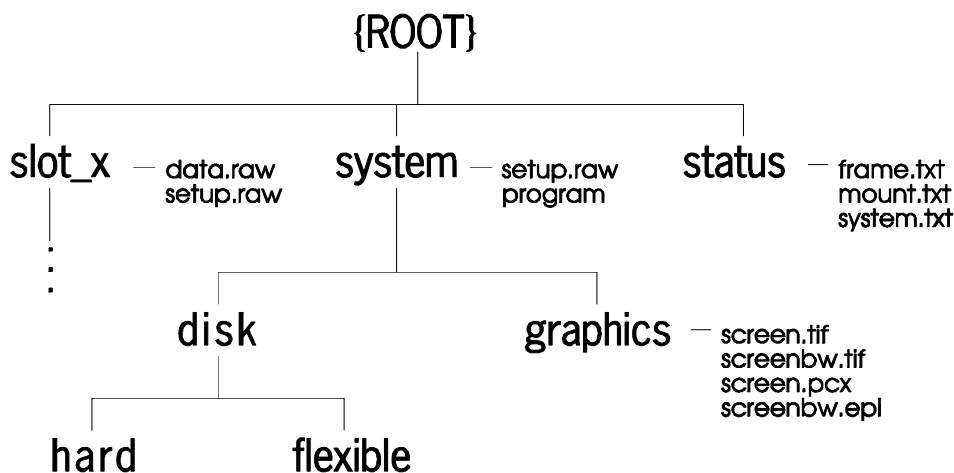 {ROOT}
slot_x
data.raw
setup.raw
system
setup.raw
program
status
frame.txt
mount.txt
system.txt
disk
graphics
screen.tif
screenbw.tif
screen.pcx
screenbw.epl
hard
flexible